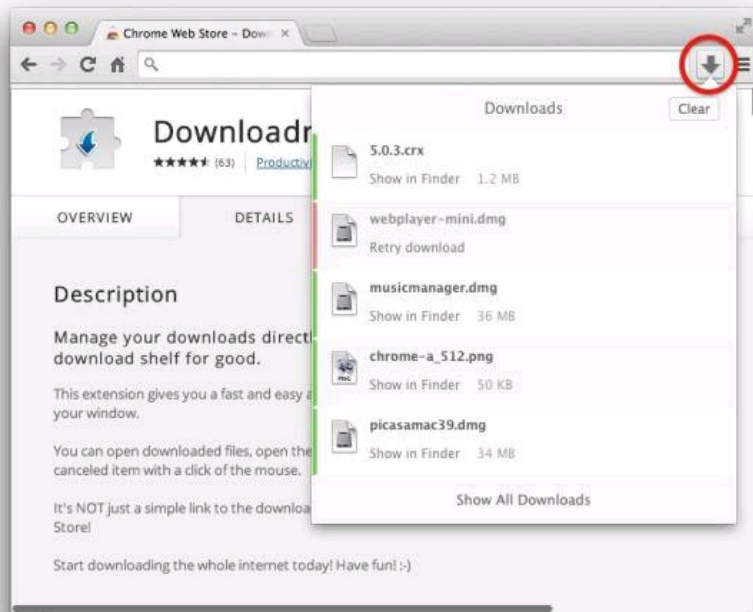 Chrome Web Store – Dow
Downloads
Clear
Downloadr
(63) Productivi
5.0.3.crx
Show in Finder 1.2 MB
webplayer-mini.dmg
Retry download
OVERVIEW
DETAILS
musicmanager.dmg
Show in Finder 36 MB
chrome-a_512.png
Show in Finder 50 KB
picasamac39.dmg
Show in Finder 34 MB
Show All Downloads
Description
Manage your downloads directl
download shelf for good.
This extension gives you a fast and easy a
your window.
You can open downloaded files, open the
canceled item with a click of the mouse.
It's NOT just a simple link to the downloa
Store!
Start downloading the whole internet today! Have fun! :-)